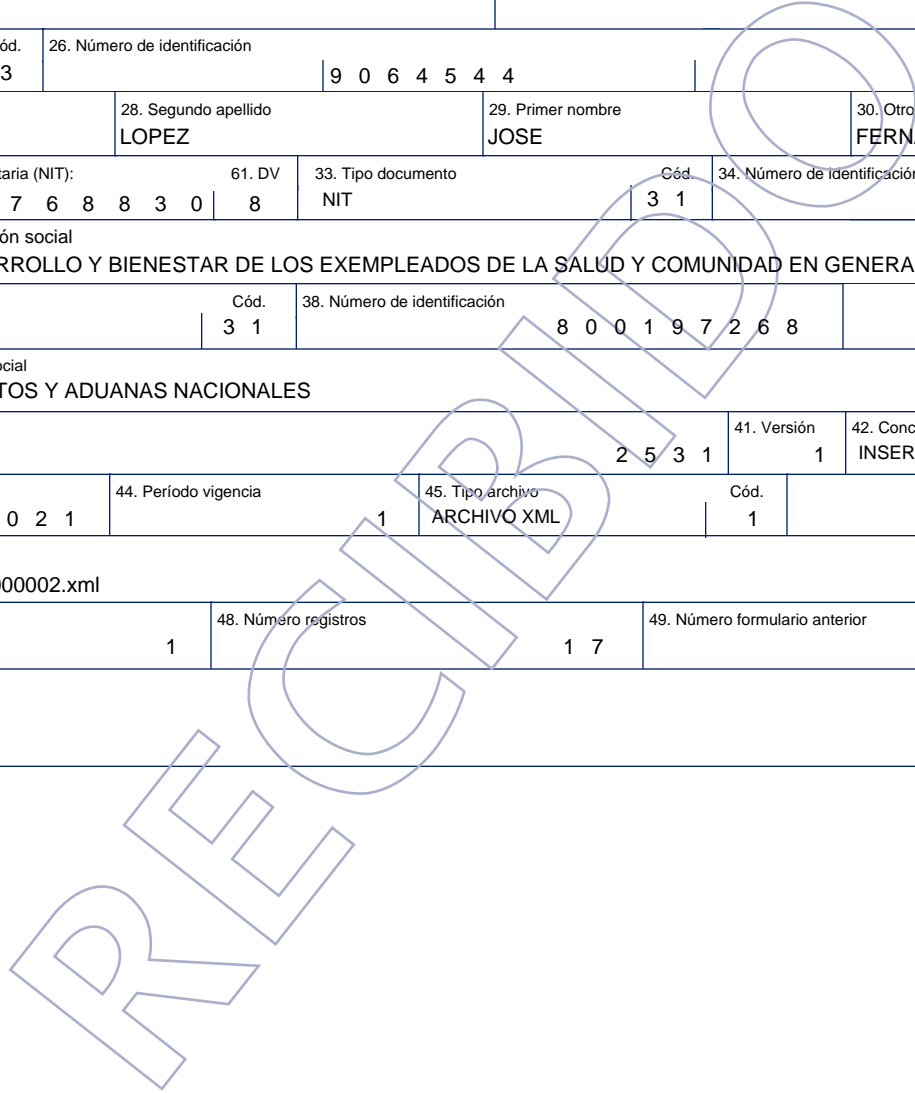 ód. 26. Número de identificación
3 9 0 6 4 5 4 4
28. Segundo apellido 29. Primer nombre 30. Otro
LOPEZ JOSE FERNA
taria (NIT): 61. DV 33. Tipo documento Cód. 34. Número de identificación
7 6 8 8 3 0 8 NIT 3 1
ón social
RROLLO Y BIENESTAR DE LOS EXEMPLEADOS DE LA SALUD Y COMUNIDAD EN GENERA
Cód. 38. Número de identificación
3 1 8 0 0 1 9 7 2 6 8
ocial
TOS Y ADUANAS NACIONALES
41. Versión 42. Conc
2 5 3 1 1 INSER
44. Período vigencia 45. Tipo archivo Cód.
0 2 1 1 ARCHIVO XML 1
000002.xml
48. Número registros 49. Número formulario anterior
1 1 7
RECIBIDO